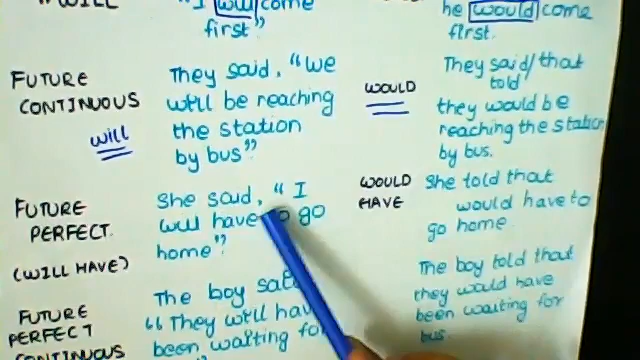 WILL
"I will come
first"
he would come
first.
FUTURE
CONTINUOUS
will
They said, "We
will be reaching
the station
by bus"
WOULD
They said/that
told
they would be
reaching the station
by bus.
FUTURE
PERFECT.
(WILL HAVE)
She said, "I
will have to go
home"
WOULD
HAVE
She told that
would have to
go home.
FUTURE
PERFECT
CONTINUOUS
The boy said
"They will have
been waiting for
The boy told that
they would have
been waiting for
bus.